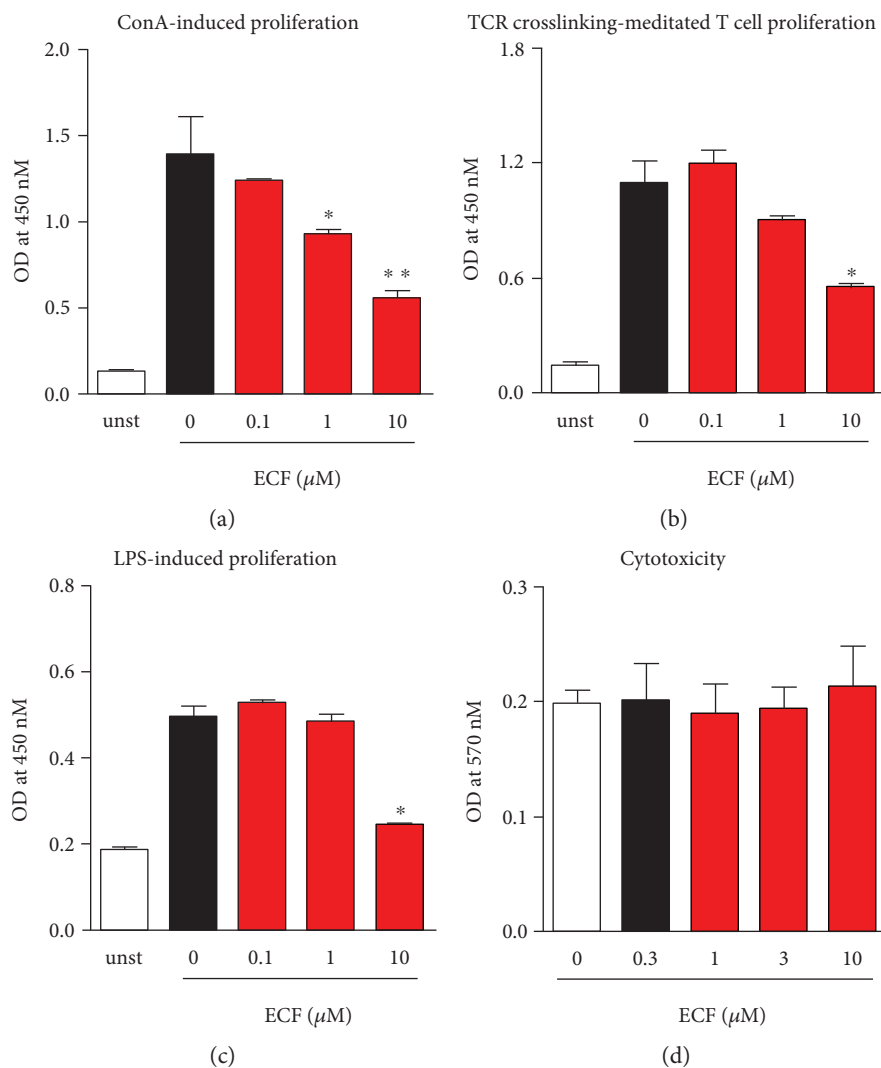 ConA-induced proliferation
2.0
1.5
1.0
0.5
0.0
OD at 450 nM
*
* *
unst 0 0.1 1 10
ECF (μM)
(a)
TCR crosslinking-meditated T cell proliferation
1.8
1.2
0.6
0.0
OD at 450 nM
*
unst 0 0.1 1 10
ECF (μM)
(b)
LPS-induced proliferation
0.8
0.6
0.4
0.2
0.0
OD at 450 nM
*
unst 0 0.1 1 10
ECF (μM)
(c)
Cytotoxicity
0.3
0.2
0.1
0.0
OD at 570 nM
0 0.3 1 3 10
ECF (μM)
(d)